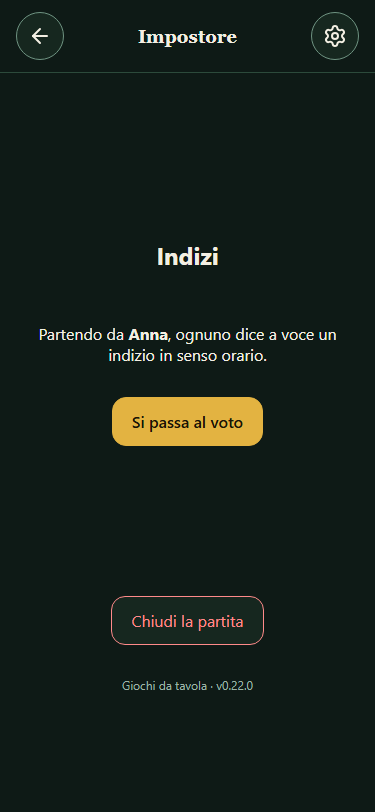 Impostore
Indizi
Partendo da Anna, ognuno dice a voce un
indizio in senso orario.
Si passa al voto
Chiudi la partita
Giochi da tavola · v0.22.0